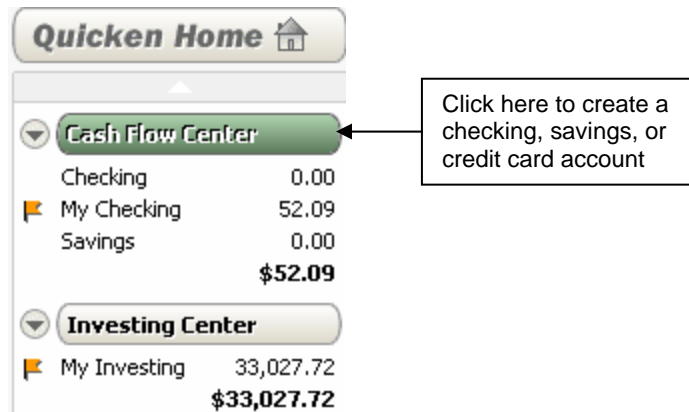 Quicken Home
Cash Flow Center
Click here to create a
checking, savings, or
credit card account
Checking 0.00
My Checking 52.09
Savings 0.00
$52.09
Investing Center
My Investing 33,027.72
$33,027.72